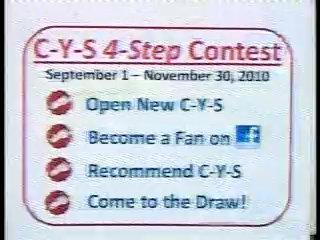 C-Y-S 4-Step Contest
September 1 – November 30, 2010
Open New C-Y-S
Become a Fan on f
Recommend C-Y-S
Come to the Draw!